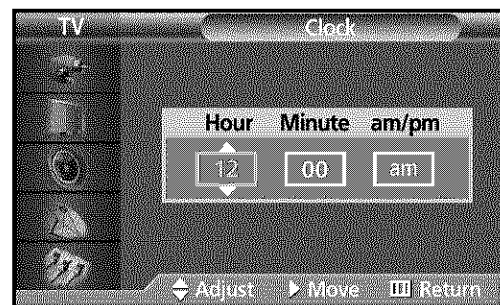 TV Clock
Hour Minute am/pm
12 00 am
Adjust Move Return